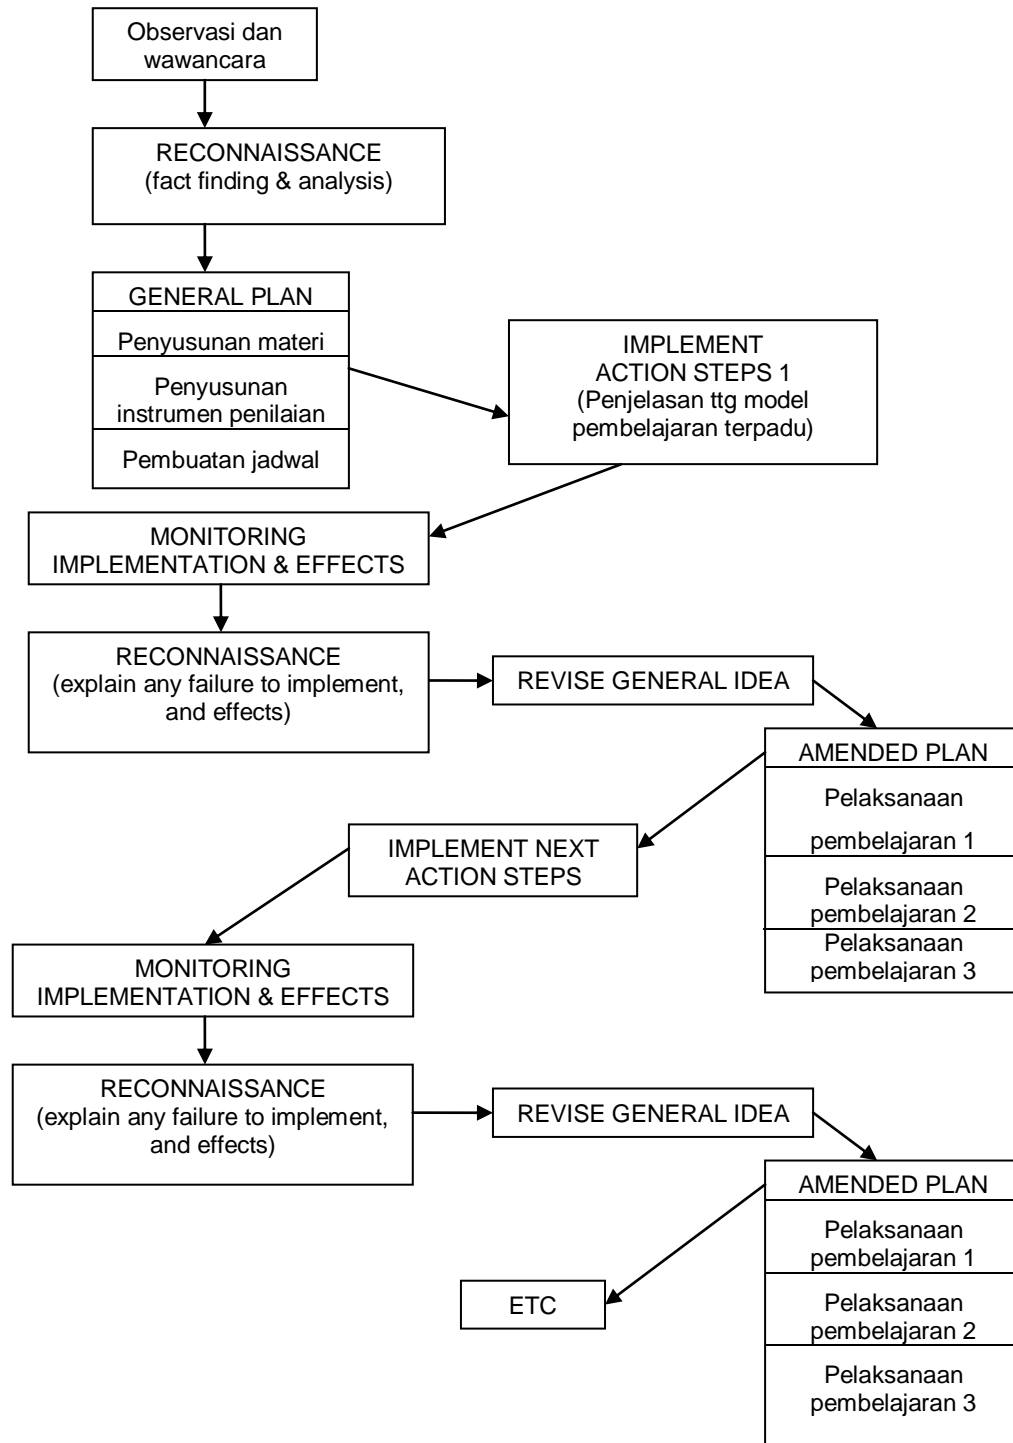 Observasi dan
wawancara
RECONNAISSANCE
(fact finding & analysis)
GENERAL PLAN
Penyusunan materi
Penyusunan
instrumen penilaian
Pembuatan jadwal
IMPLEMENT
ACTION STEPS 1
(Penjelasan ttg model
pembelajaran terpadu)
MONITORING
IMPLEMENTATION & EFFECTS
RECONNAISSANCE
(explain any failure to implement,
and effects)
REVISE GENERAL IDEA
AMENDED PLAN
Pelaksanaan
pembelajaran 1
Pelaksanaan
pembelajaran 2
Pelaksanaan
pembelajaran 3
IMPLEMENT NEXT
ACTION STEPS
MONITORING
IMPLEMENTATION & EFFECTS
RECONNAISSANCE
(explain any failure to implement,
and effects)
REVISE GENERAL IDEA
AMENDED PLAN
Pelaksanaan
pembelajaran 1
Pelaksanaan
pembelajaran 2
Pelaksanaan
pembelajaran 3
ETC